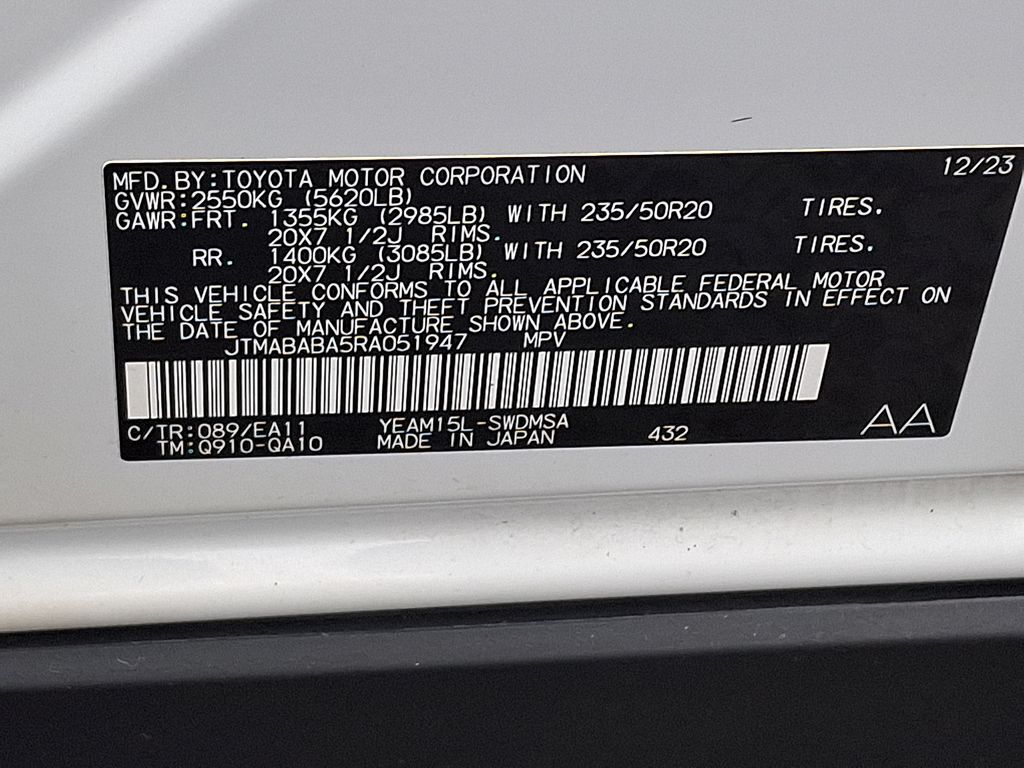 MFD.BY:TOYOTA MOTOR CORPORATION 12/23
GVWR:2550KG (5620LB)
GAWR:FRT. 1355KG (2985LB) WITH 235/50R20 TIRES.
20X7 1/2J RIMS.
RR. 1400KG (3085LB) WITH 235/50R20 TIRES.
20X7 1/2J RIMS.
THIS VEHICLE CONFORMS TO ALL APPLICABLE FEDERAL MOTOR
VEHICLE SAFETY AND THEFT PREVENTION STANDARDS IN EFFECT ON
THE DATE OF MANUFACTURE SHOWN ABOVE.
JTMABABA5RA051947 MPV
C/TR:089/EA11 YEAM15L-SWDMSA
TM:Q910-QA10 MADE IN JAPAN 432 AA